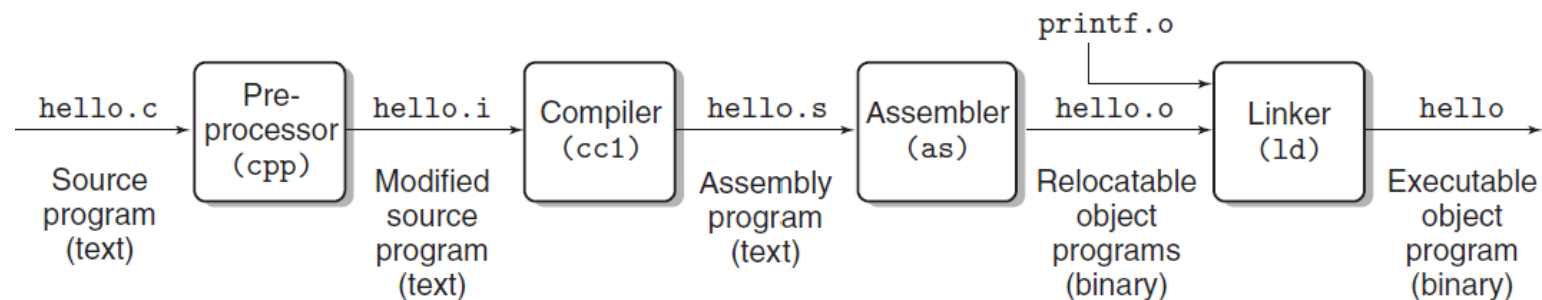 printf.o
hello.c
Pre-
processor
(cpp)
hello.i
Compiler
(cc1)
hello.s
Assembler
(as)
hello.o
Linker
(ld)
hello
Source
program
(text)
Modified
source
program
(text)
Assembly
program
(text)
Relocatable
object
programs
(binary)
Executable
object
program
(binary)